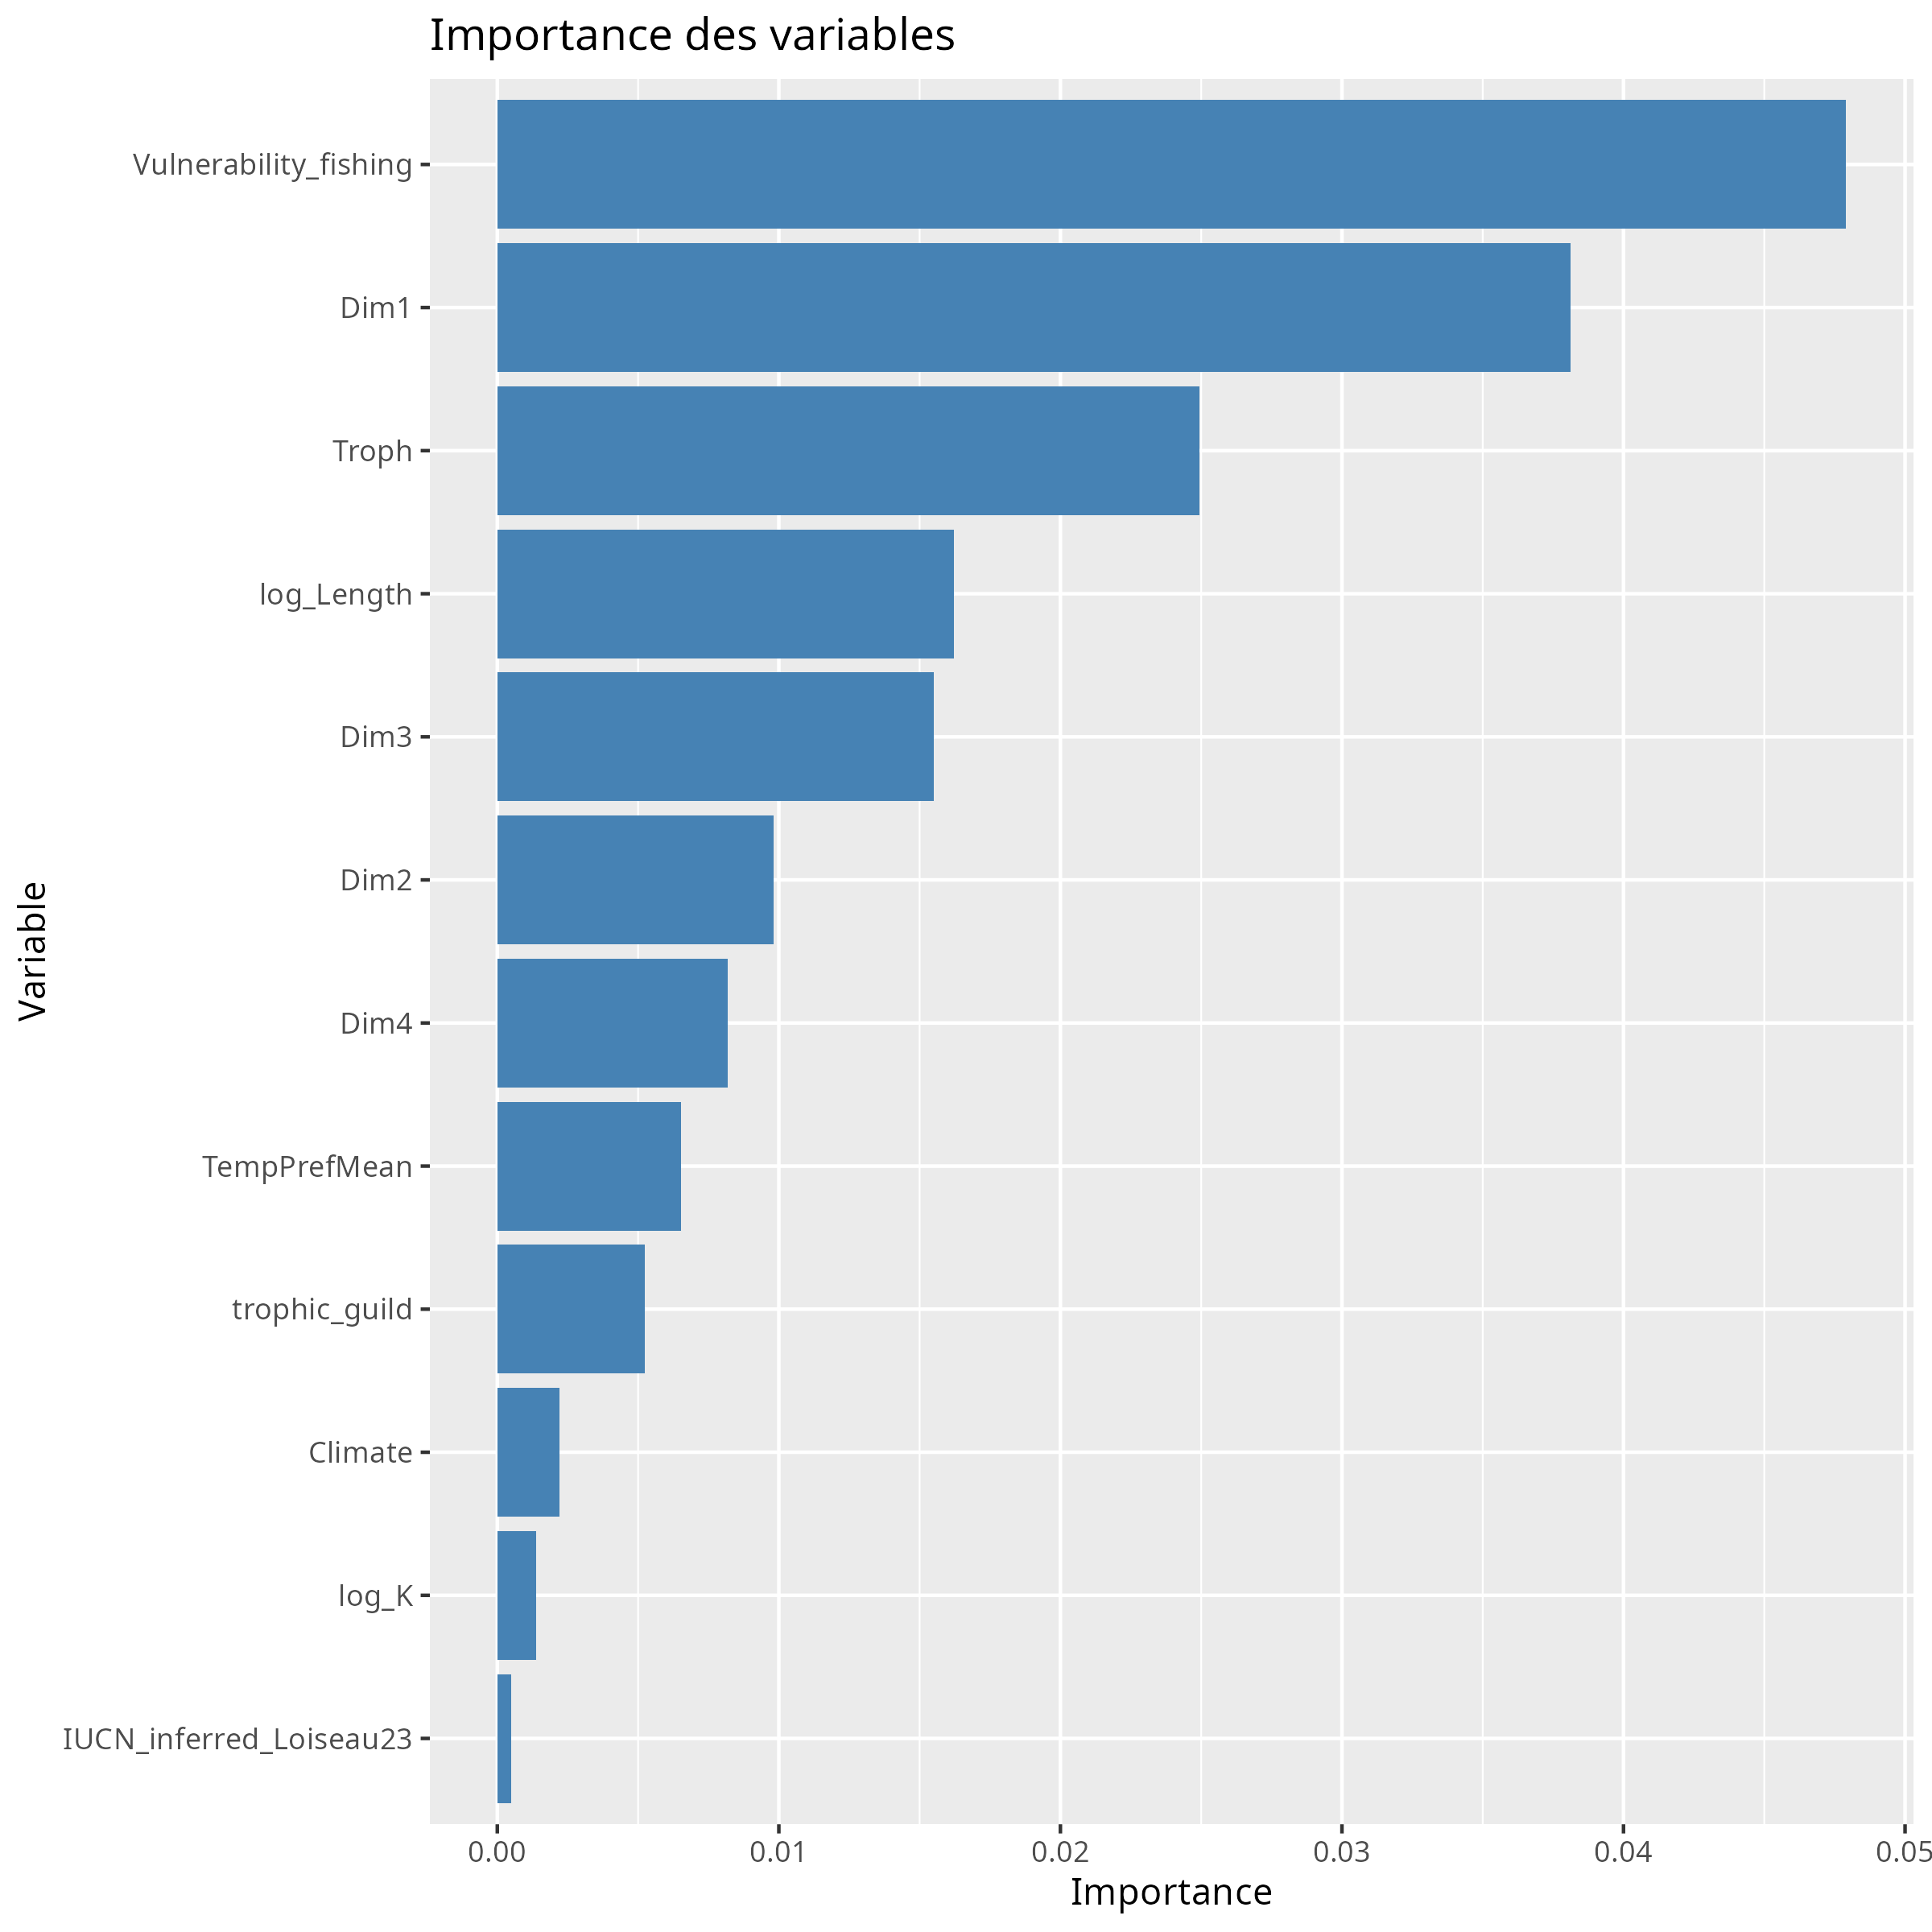 Importance des variables
Vulnerability_fishing
Dim1
Troph
log_Length
Dim3
Dim2
Dim4
TempPrefMean
trophic_guild
Climate
log_K
IUCN_inferred_Loiseau23
Variable
0.00 0.01 0.02 0.03 0.04 0.05
Importance